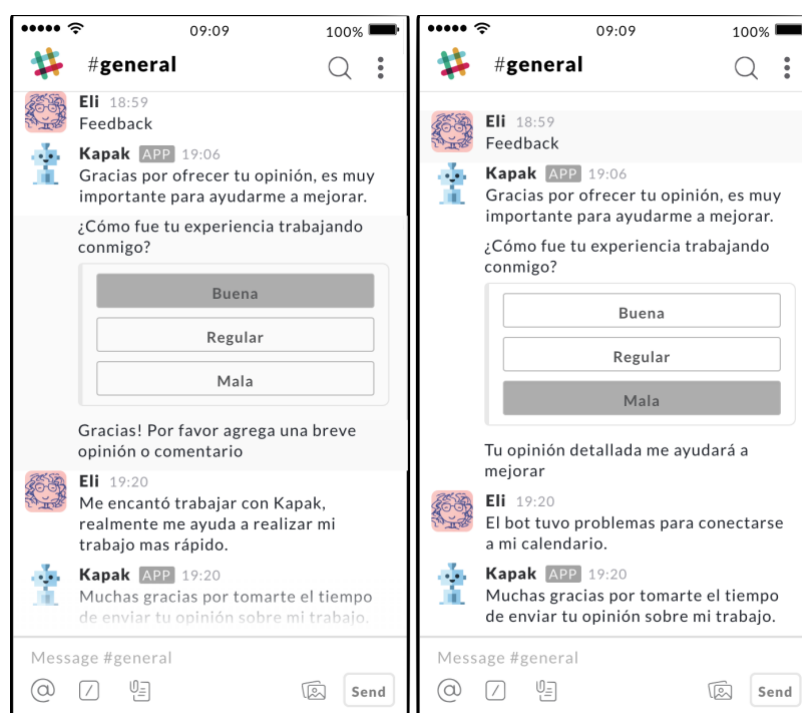 09:09
100%
#general
Eli 18:59
Feedback
Kapak APP 19:06
Gracias por ofrecer tu opinión, es muy
importante para ayudarme a mejorar.
¿Cómo fue tu experiencia trabajando
conmigo?
Buena
Regular
Mala
Gracias! Por favor agrega una breve
opinión o comentario
Eli 19:20
Me encantó trabajar con Kapak,
realmente me ayuda a realizar mi
trabajo mas rápido.
Kapak APP 19:20
Muchas gracias por tomarte el tiempo
de enviar tu opinión sobre mi trabajo.
Message #general
@
/
Send
09:09
100%
#general
Eli 18:59
Feedback
Kapak APP 19:06
Gracias por ofrecer tu opinión, es muy
importante para ayudarme a mejorar.
¿Cómo fue tu experiencia trabajando
conmigo?
Buena
Regular
Mala
Tu opinión detallada me ayudará a
mejorar
Eli 19:20
El bot tuvo problemas para conectarse
a mi calendario.
Kapak APP 19:20
Muchas gracias por tomarte el tiempo
de enviar tu opinión sobre mi trabajo.
Message #general
@
/
Send